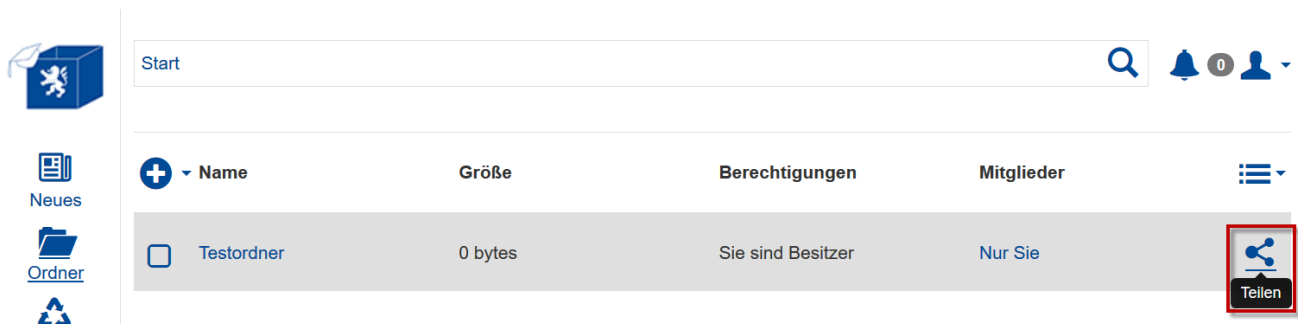 Start
0
Neues
Name Größe Berechtigungen Mitglieder
Testordner 0 bytes Sie sind Besitzer Nur Sie
Ordner
Teilen